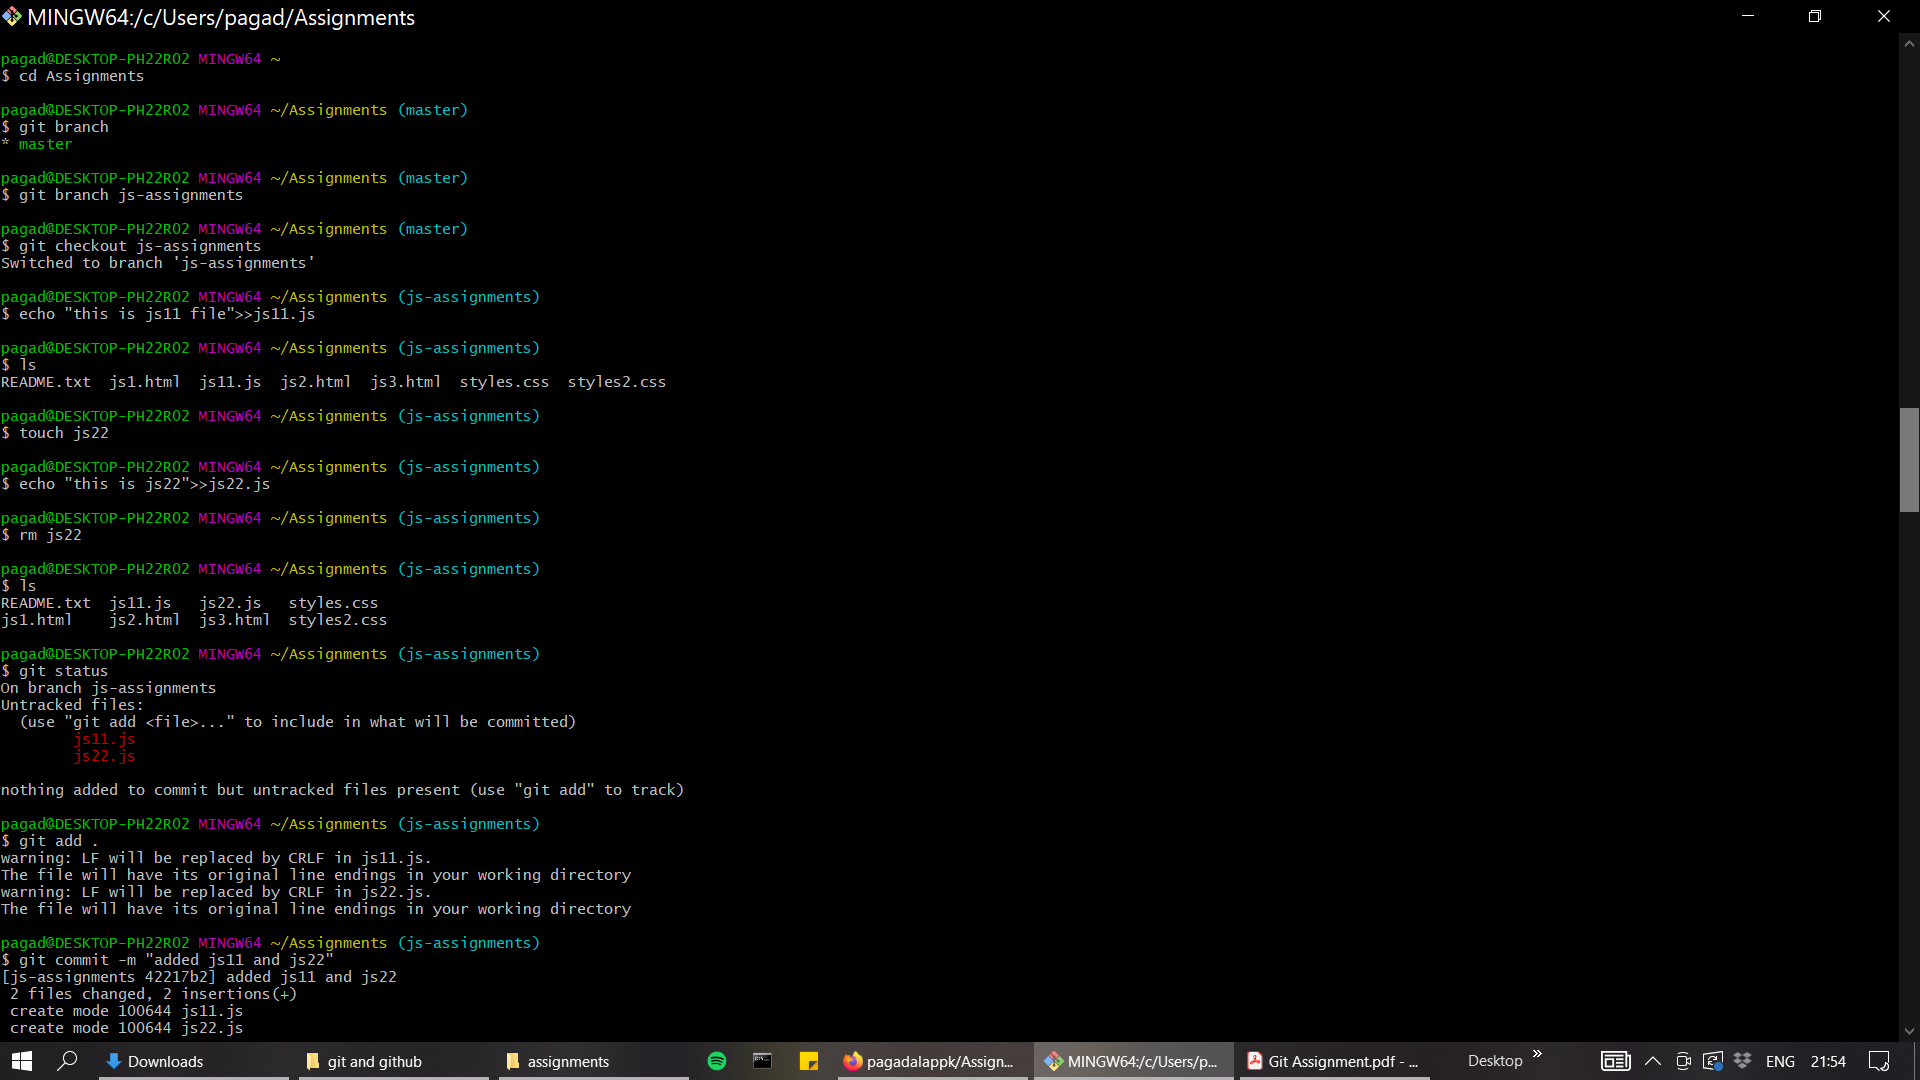 MINGW64:/c/Users/pagad/Assignments
pagad@DESKTOP-PH22RO2 MINGW64 ~
$ cd Assignments
pagad@DESKTOP-PH22RO2 MINGW64 ~/Assignments (master)
$ git branch
* master
pagad@DESKTOP-PH22RO2 MINGW64 ~/Assignments (master)
$ git branch js-assignments
pagad@DESKTOP-PH22RO2 MINGW64 ~/Assignments (master)
$ git checkout js-assignments
Switched to branch 'js-assignments'
pagad@DESKTOP-PH22RO2 MINGW64 ~/Assignments (js-assignments)
$ echo "this is js11 file">>js11.js
pagad@DESKTOP-PH22RO2 MINGW64 ~/Assignments (js-assignments)
$ ls
README.txt  js1.html  js11.js  js2.html  js3.html  styles.css  styles2.css
pagad@DESKTOP-PH22RO2 MINGW64 ~/Assignments (js-assignments)
$ touch js22
pagad@DESKTOP-PH22RO2 MINGW64 ~/Assignments (js-assignments)
$ echo "this is js22">>js22.js
pagad@DESKTOP-PH22RO2 MINGW64 ~/Assignments (js-assignments)
$ rm js22
pagad@DESKTOP-PH22RO2 MINGW64 ~/Assignments (js-assignments)
$ ls
README.txt  js11.js   js22.js   styles.css
js1.html    js2.html  js3.html  styles2.css
pagad@DESKTOP-PH22RO2 MINGW64 ~/Assignments (js-assignments)
$ git status
On branch js-assignments
Untracked files:
  (use "git add <file>..." to include in what will be committed)
        js11.js
        js22.js
nothing added to commit but untracked files present (use "git add" to track)
pagad@DESKTOP-PH22RO2 MINGW64 ~/Assignments (js-assignments)
$ git add .
warning: LF will be replaced by CRLF in js11.js.
The file will have its original line endings in your working directory
warning: LF will be replaced by CRLF in js22.js.
The file will have its original line endings in your working directory
pagad@DESKTOP-PH22RO2 MINGW64 ~/Assignments (js-assignments)
$ git commit -m "added js11 and js22"
[js-assignments 42217b2] added js11 and js22
 2 files changed, 2 insertions(+)
 create mode 100644 js11.js
 create mode 100644 js22.js
Downloads  git and github  assignments  pagadalappk/Assign...  MINGW64:/c/Users/p...  Git Assignment.pdf - ...  Desktop  »  ENG  21:54